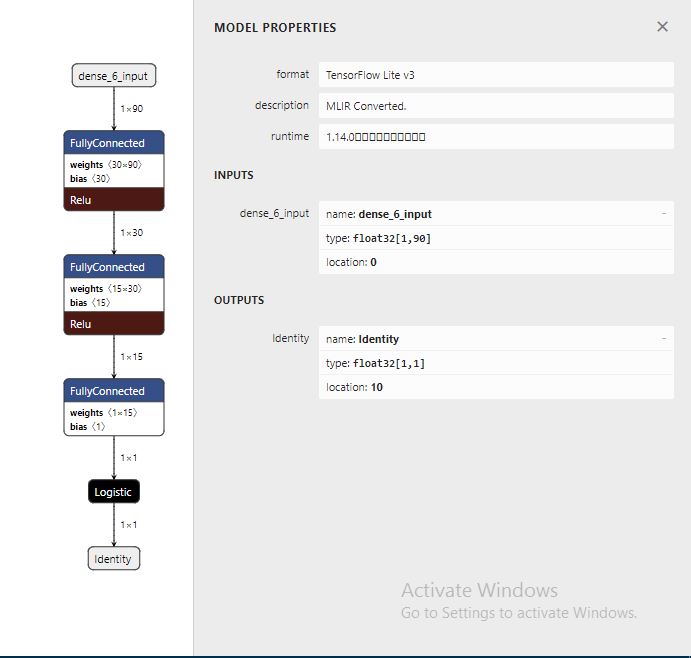 dense_6_input
1×90
FullyConnected
weights 〈30×90〉
bias 〈30〉
Relu
1×30
FullyConnected
weights 〈15×30〉
bias 〈15〉
Relu
1×15
FullyConnected
weights 〈1×15〉
bias 〈1〉
1×1
Logistic
1×1
Identity
MODEL PROPERTIES
×
format TensorFlow Lite v3
description MLIR Converted.
runtime 1.14.0▯▯▯▯▯▯▯▯▯▯
INPUTS
dense_6_input name: dense_6_input -
type: float32[1,90]
location: 0
OUTPUTS
Identity name: Identity -
type: float32[1,1]
location: 10
Activate Windows
Go to Settings to activate Windows.